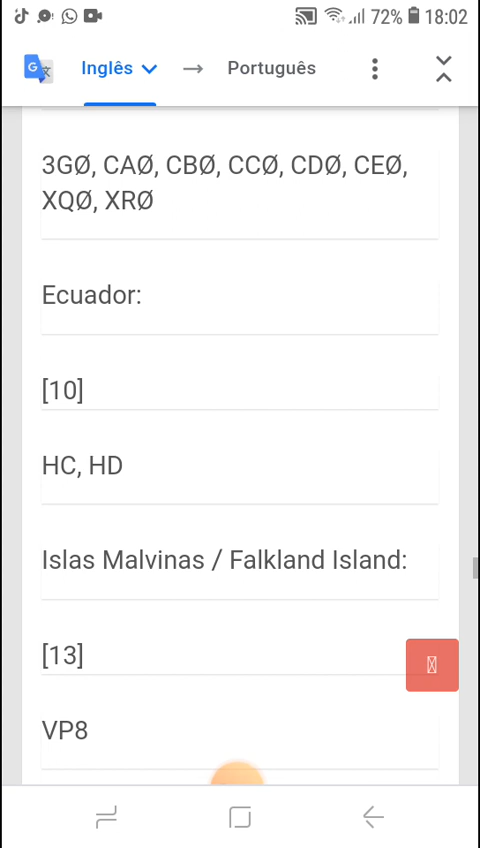 72% 18:02
Inglês → Português
3GØ, CAØ, CBØ, CCØ, CDØ, CEØ,
XQØ, XRØ
Ecuador:
[10]
HC, HD
Islas Malvinas / Falkland Island:
[13]
VP8